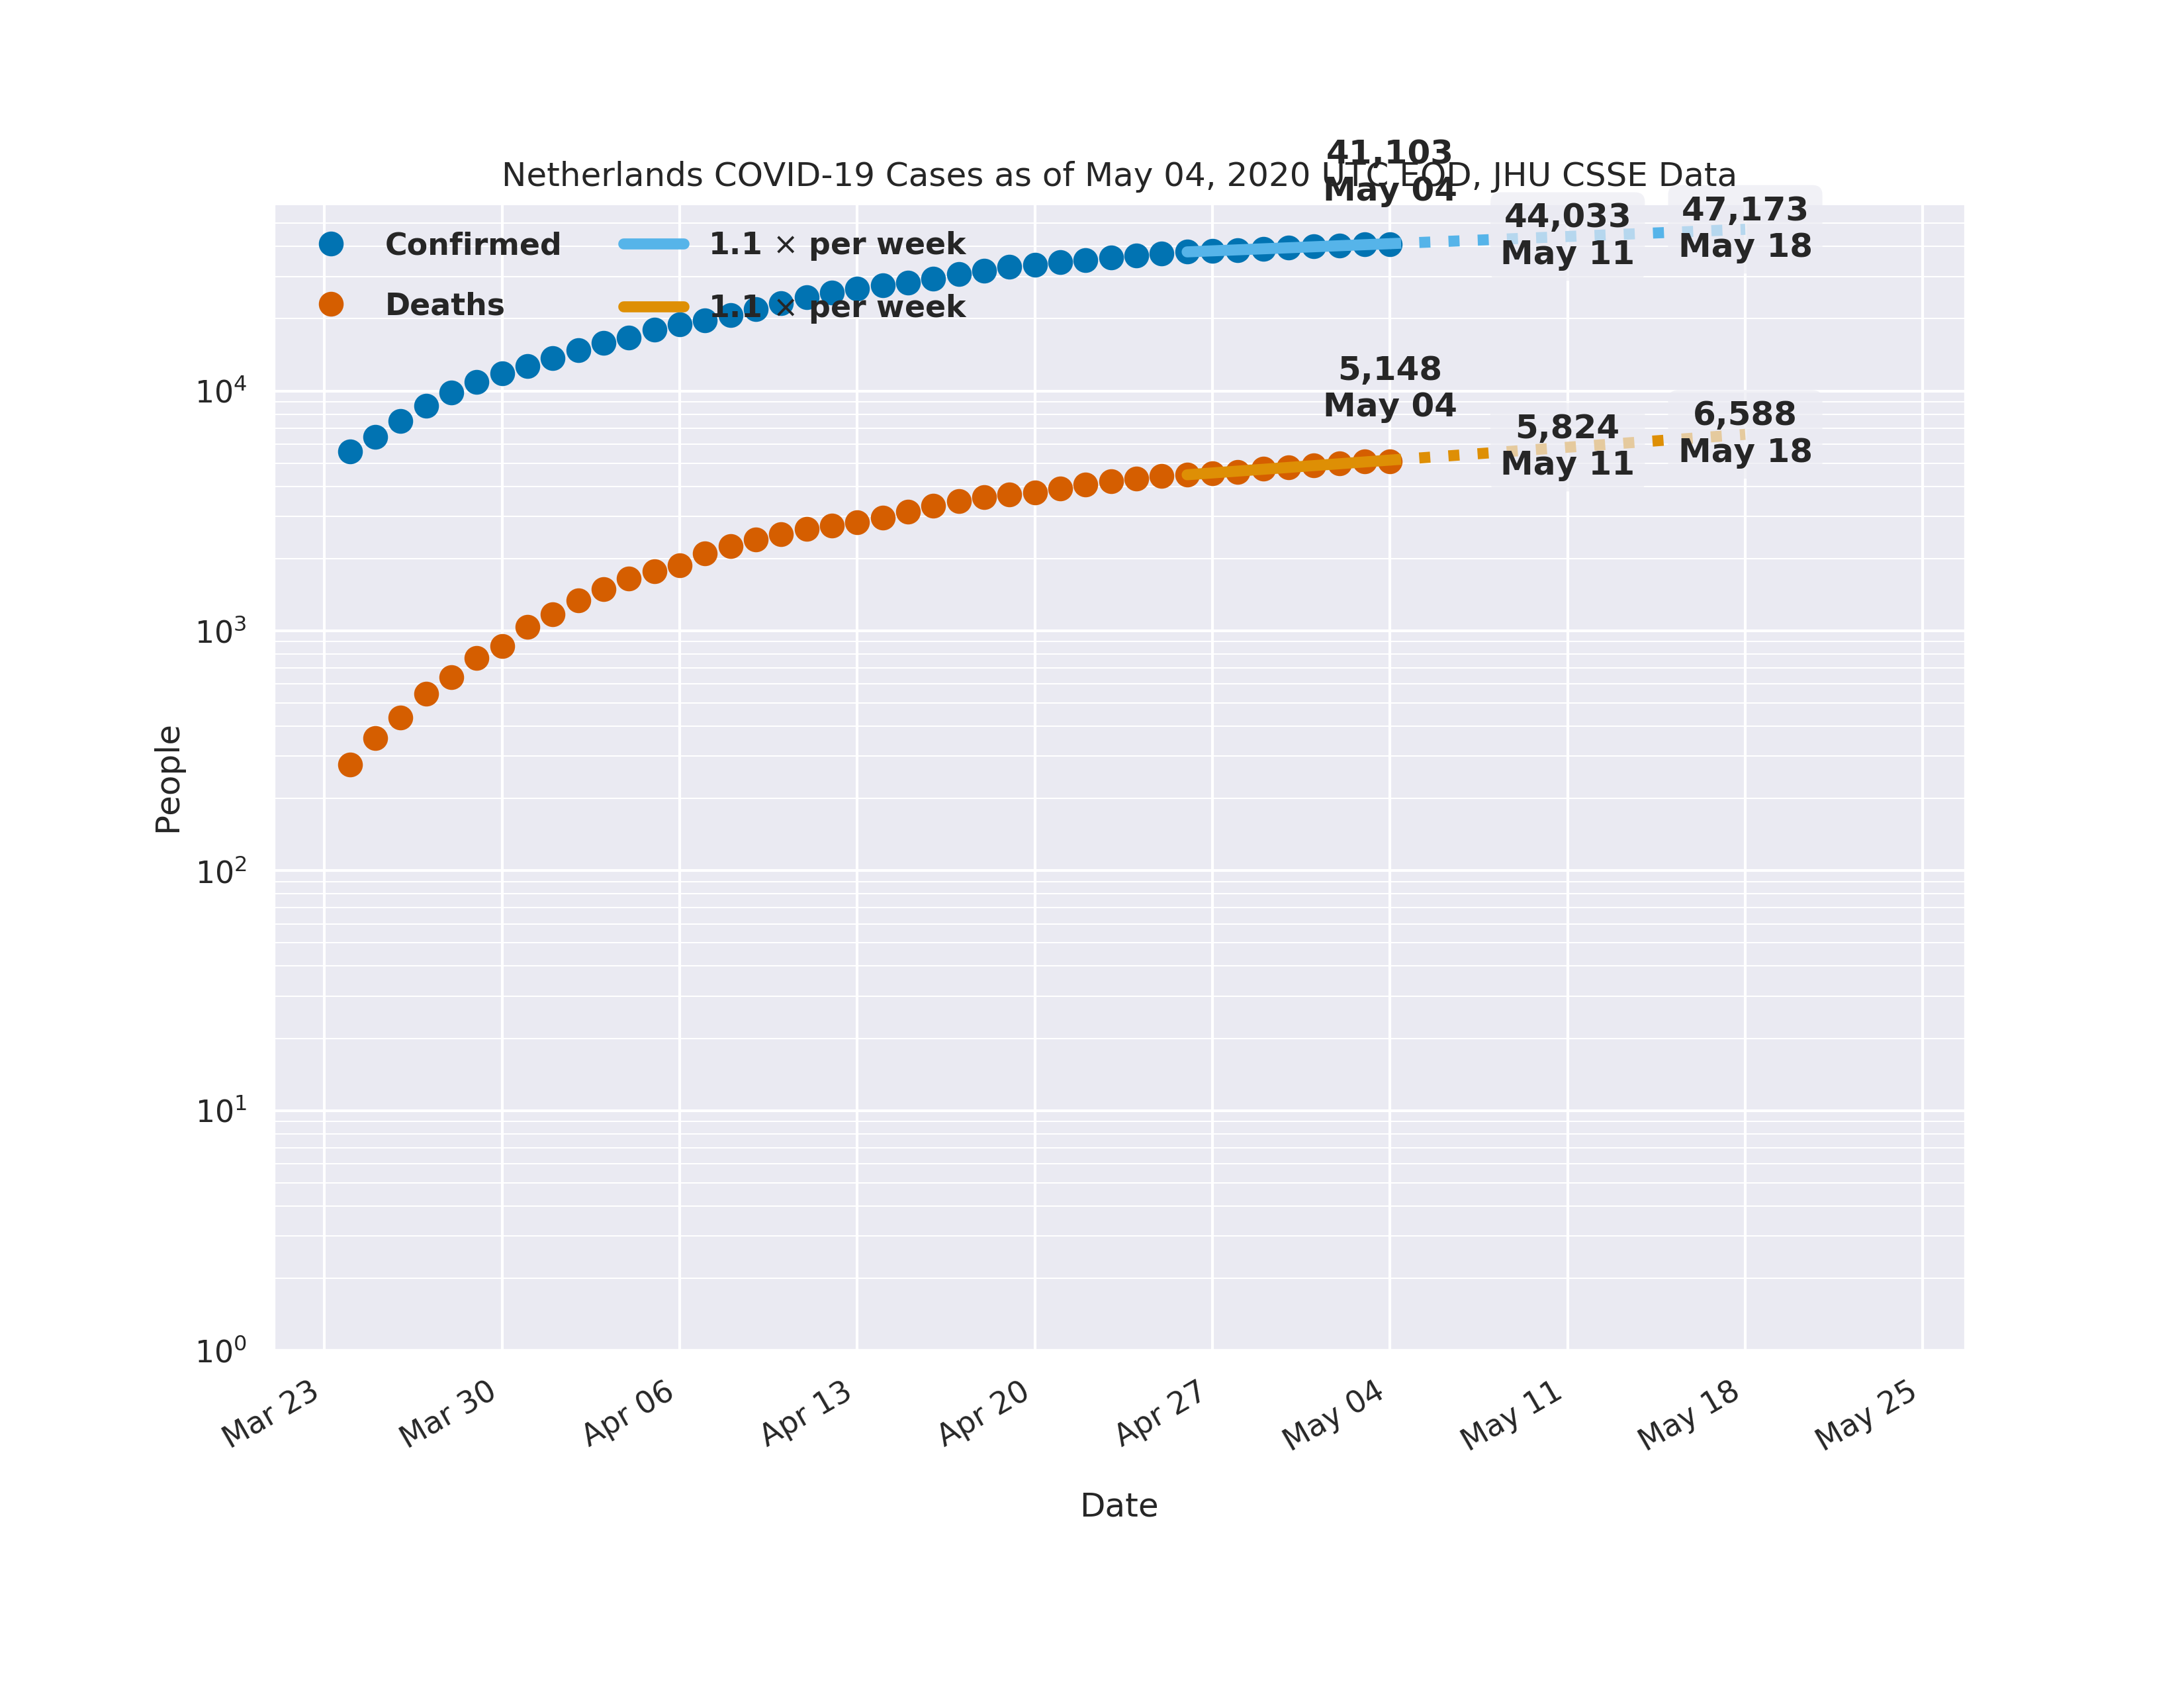 Netherlands COVID-19 Cases as of May 04, 2020 UTC EOD, JHU CSSE Data
41,103
May 04
44,033
May 11
47,173
May 18
Confirmed
1.1 × per week
Deaths
1.1 × per week
5,148
May 04
5,824
May 11
6,588
May 18
People
10⁴
10³
10²
10¹
10⁰
Mar 23
Mar 30
Apr 06
Apr 13
Apr 20
Apr 27
May 04
May 11
May 18
May 25
Date